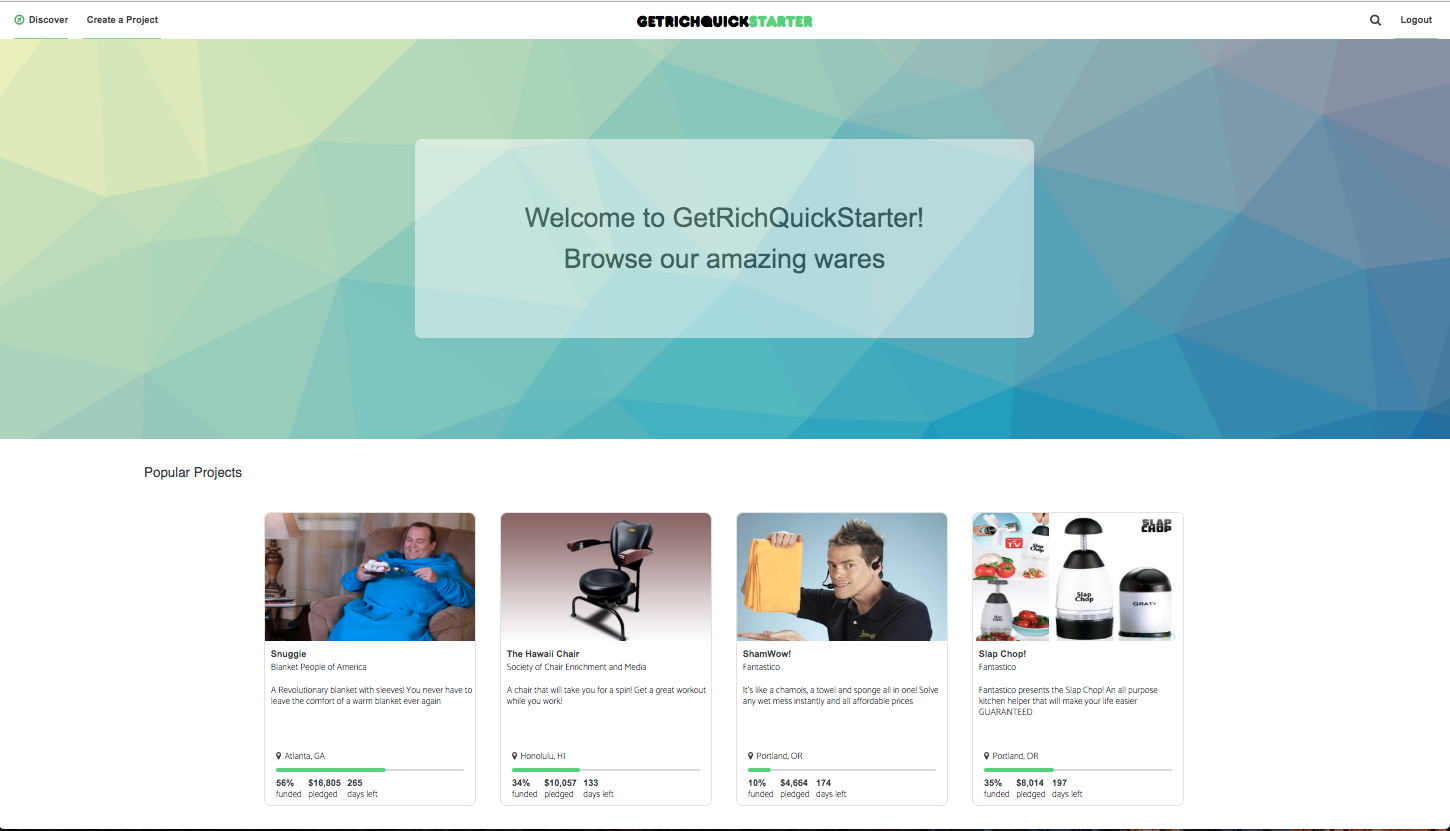 Discover Create a Project GETRICHQUICKSTARTER Logout
Welcome to GetRichQuickStarter!
Browse our amazing wares
Popular Projects
SLAP
CHOP
TV
Slap
Chop
GRATY
Snuggie
Blanket People of America
A Revolutionary blanket with sleeves! You never have to
leave the comfort of a warm blanket ever again
Atlanta, GA
56% $16,805 265
funded pledged days left
The Hawaii Chair
Society of Chair Enrichment and Media
A chair that will take you for a spin! Get a great workout
while you work!
Honolulu, HI
34% $10,057 133
funded pledged days left
ShamWow!
Fantastico
It's like a chamois, a towel and sponge all in one! Solve
any wet mess instantly and all affordable prices
Portland, OR
10% $4,664 174
funded pledged days left
Slap Chop!
Fantastico
Fantastico presents the Slap Chop! An all purpose
kitchen helper that will make your life easier
GUARANTEED
Portland, OR
35% $8,014 197
funded pledged days left